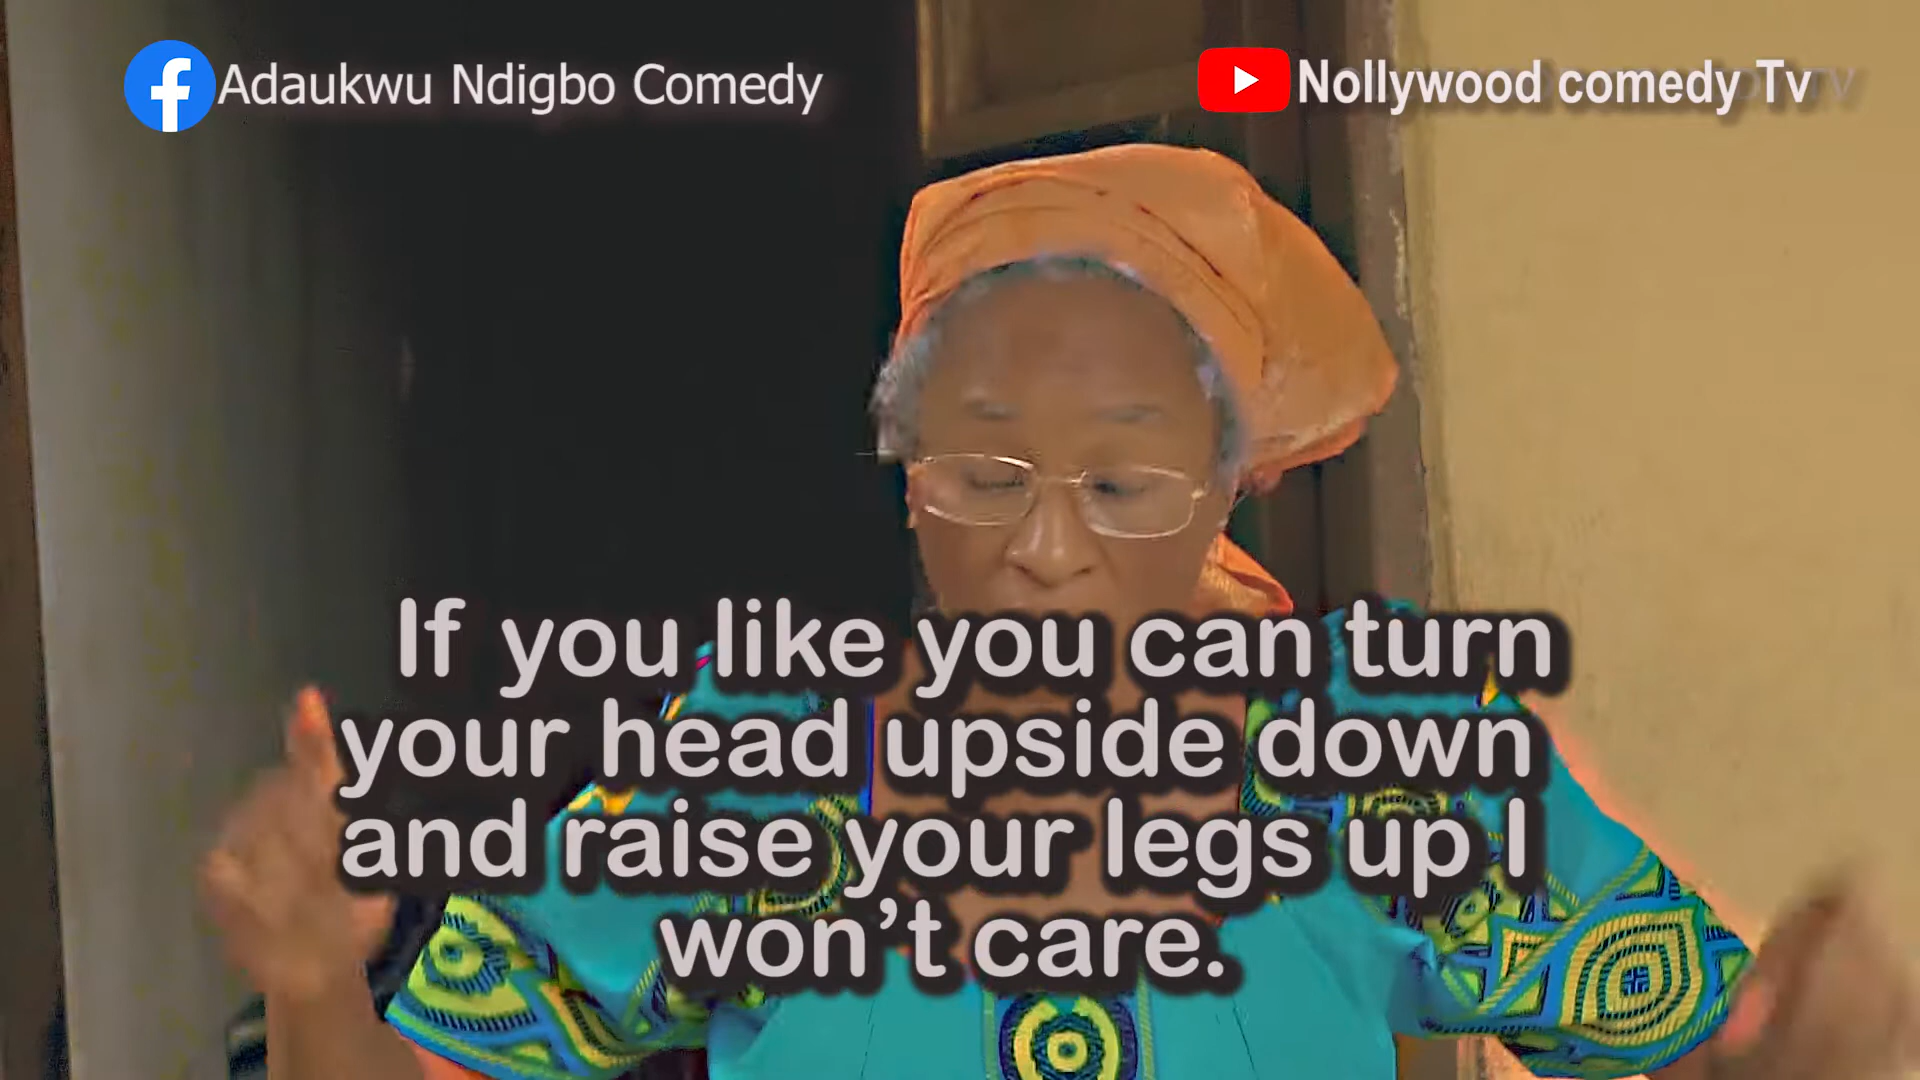 Adaukwu Ndigbo Comedy
Nollywood comedy Tv
If you like you can turn
your head upside down
and raise your legs up I
won't care.